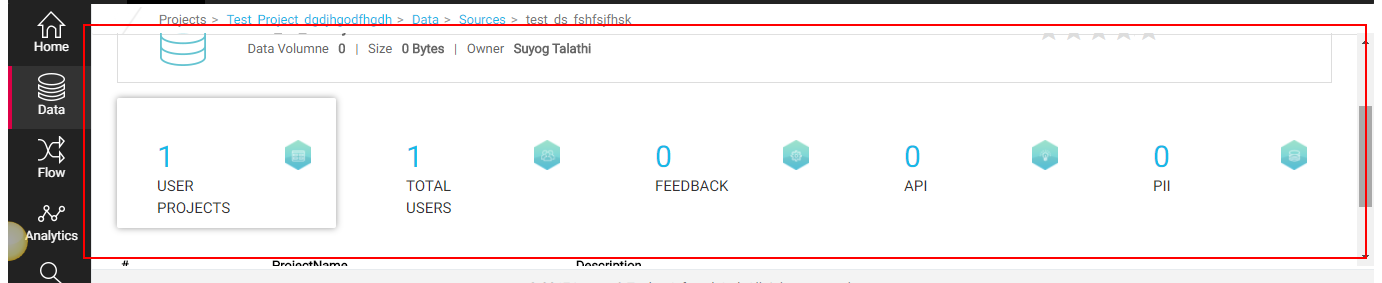 Projects > Test_Project_dgdjhgodfhgdh > Data > Sources > test_ds_fshfsjfhsk
Home
Data Volumne 0 | Size 0 Bytes | Owner Suyog Talathi
Data
1
1
0
0
0
Flow
USER PROJECTS
TOTAL USERS
FEEDBACK
API
PII
Analytics
# ProjectName Description